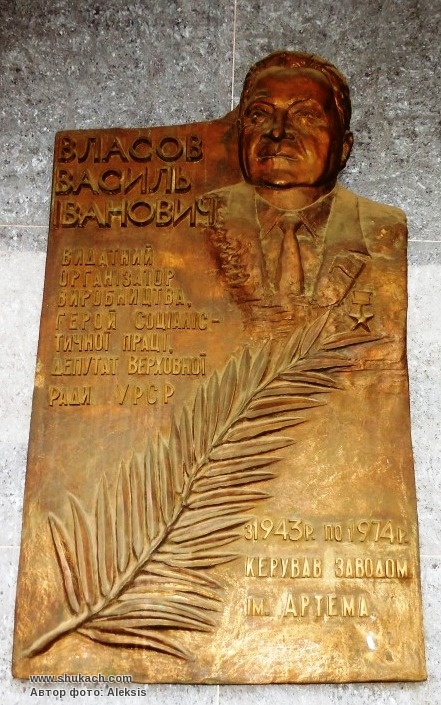 ВЛАСОВ
ВАСИЛЬ
ІВАНОВИЧ
ВИДАТНИЙ
ОРГАНІЗАТОР
ВИРОБНИЦТВА,
ГЕРОЙ СОЦІАЛІС-
ТИЧНОЇ ПРАЦІ,
ДЕПУТАТ ВЕРХОВНОЇ
РАДИ УРСР
З 1943 Р. ПО 1974 Р.
КЕРУВАВ ЗАВОДОМ
ІМ. АРТЕМА
www.shukach.com
Автор фото: Aleksis